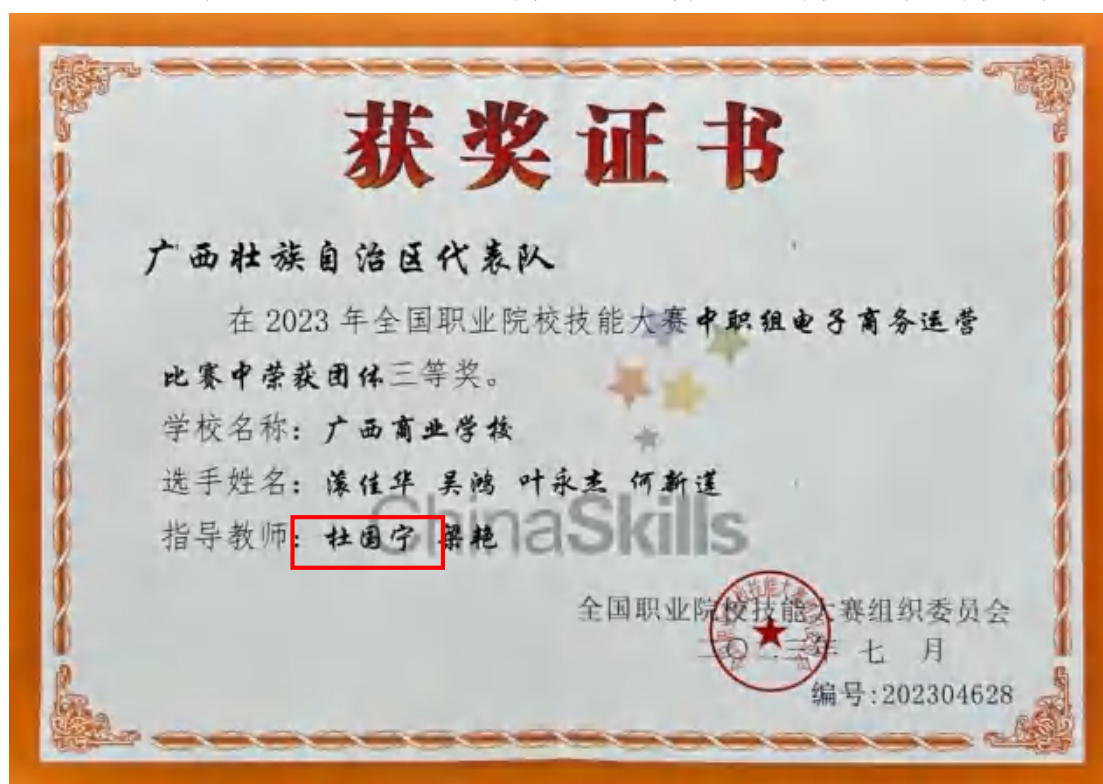 获奖证书
广西壮族自治区代表队
在 2023 年全国职业院校技能大赛中职组电子商务运营
比赛中荣获团体三等奖。
学校名称：广西商业学校
选手姓名：滚佳华 吴鸿 叶永杰 何新莲
指导教师：杜国宁 梁艳
ChinaSkills
全国职业院校技能大赛组织委员会
二〇二三年 七 月
编号:202304628